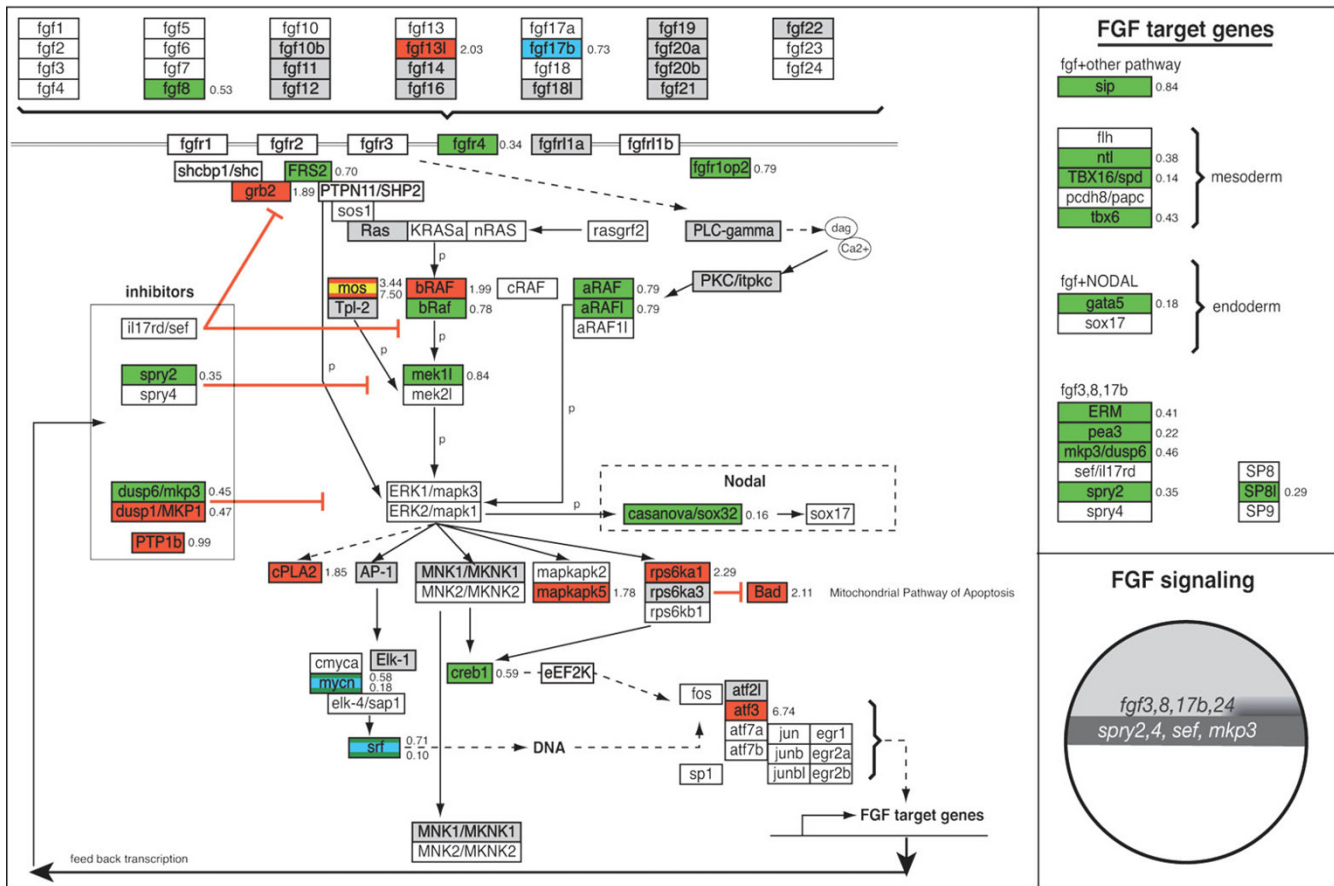 fgf1
fgf2
fgf3
fgf4
fgf5
fgf6
fgf7
fgf8 0.53
fgf10
fgf10b
fgf11
fgf12
fgf13
fgf13l 2.03
fgf14
fgf16
fgf17a
fgf17b 0.73
fgf18
fgf18l
fgf19
fgf20a
fgf20b
fgf21
fgf22
fgf23
fgf24
fgfr1
fgfr2
fgfr3
fgfr4 0.34
fgfrl1a
fgfrl1b
fgfr1op2 0.79
shcbp1/shc
FRS2 0.70
grb2 1.89
PTPN11/SHP2
sos1
Ras
KRASa
nRAS
rasgrf2
PLC-gamma
dag
Ca2+
PKC/itpkc
p
mos 3.44
7.50
Tpl-2
bRAF 1.99
bRaf 0.78
cRAF
aRAF 0.79
aRAFl 0.79
aRAF1l
inhibitors
il17rd/sef
spry2 0.35
spry4
dusp6/mkp3 0.45
dusp1/MKP1 0.47
PTP1b 0.99
p
p
p
p
mek1l 0.84
mek2l
p
ERK1/mapk3
ERK2/mapk1
p
Nodal
casanova/sox32 0.16
sox17
cPLA2 1.85
AP-1
MNK1/MKNK1
MNK2/MKNK2
mapkapk2
mapkapk5 1.78
rps6ka1 2.29
rps6ka3
rps6kb1
Bad 2.11
Mitochondrial Pathway of Apoptosis
cmyca
Elk-1
mycn 0.58
0.18
elk-4/sap1
srf 0.71
0.10
creb1 0.59
eEF2K
DNA
fos
atf2l
atf3 6.74
atf7a
atf7b
sp1
jun
egr1
junb
egr2a
junbl
egr2b
MNK1/MKNK1
MNK2/MKNK2
FGF target genes
feed back transcription
FGF target genes
fgf+other pathway
sip 0.84
flh
ntl 0.38
TBX16/spd 0.14
pcdh8/papc
tbx6 0.43
mesoderm
fgf+NODAL
gata5 0.18
sox17
endoderm
fgf3,8,17b
ERM 0.41
pea3 0.22
mkp3/dusp6 0.46
sef/il17rd
spry2 0.35
spry4
SP8
SP8l 0.29
SP9
FGF signaling
fgf3,8,17b,24
spry2,4, sef, mkp3